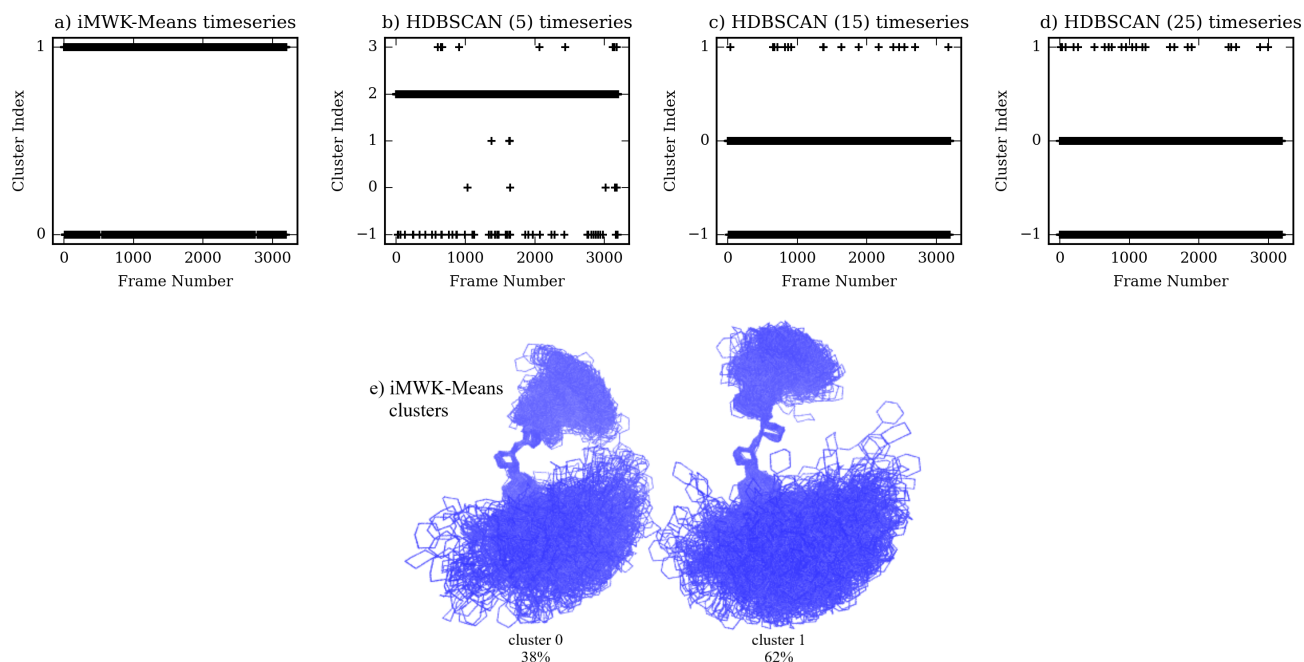 a) iMWK-Means timeseries
1
0
Cluster Index
0 1000 2000 3000
Frame Number
b) HDBSCAN (5) timeseries
3
2
1
0
−1
Cluster Index
0 1000 2000 3000
Frame Number
c) HDBSCAN (15) timeseries
1
0
−1
Cluster Index
0 1000 2000 3000
Frame Number
d) HDBSCAN (25) timeseries
1
0
−1
Cluster Index
0 1000 2000 3000
Frame Number
e) iMWK-Means
clusters
cluster 0
38%
cluster 1
62%